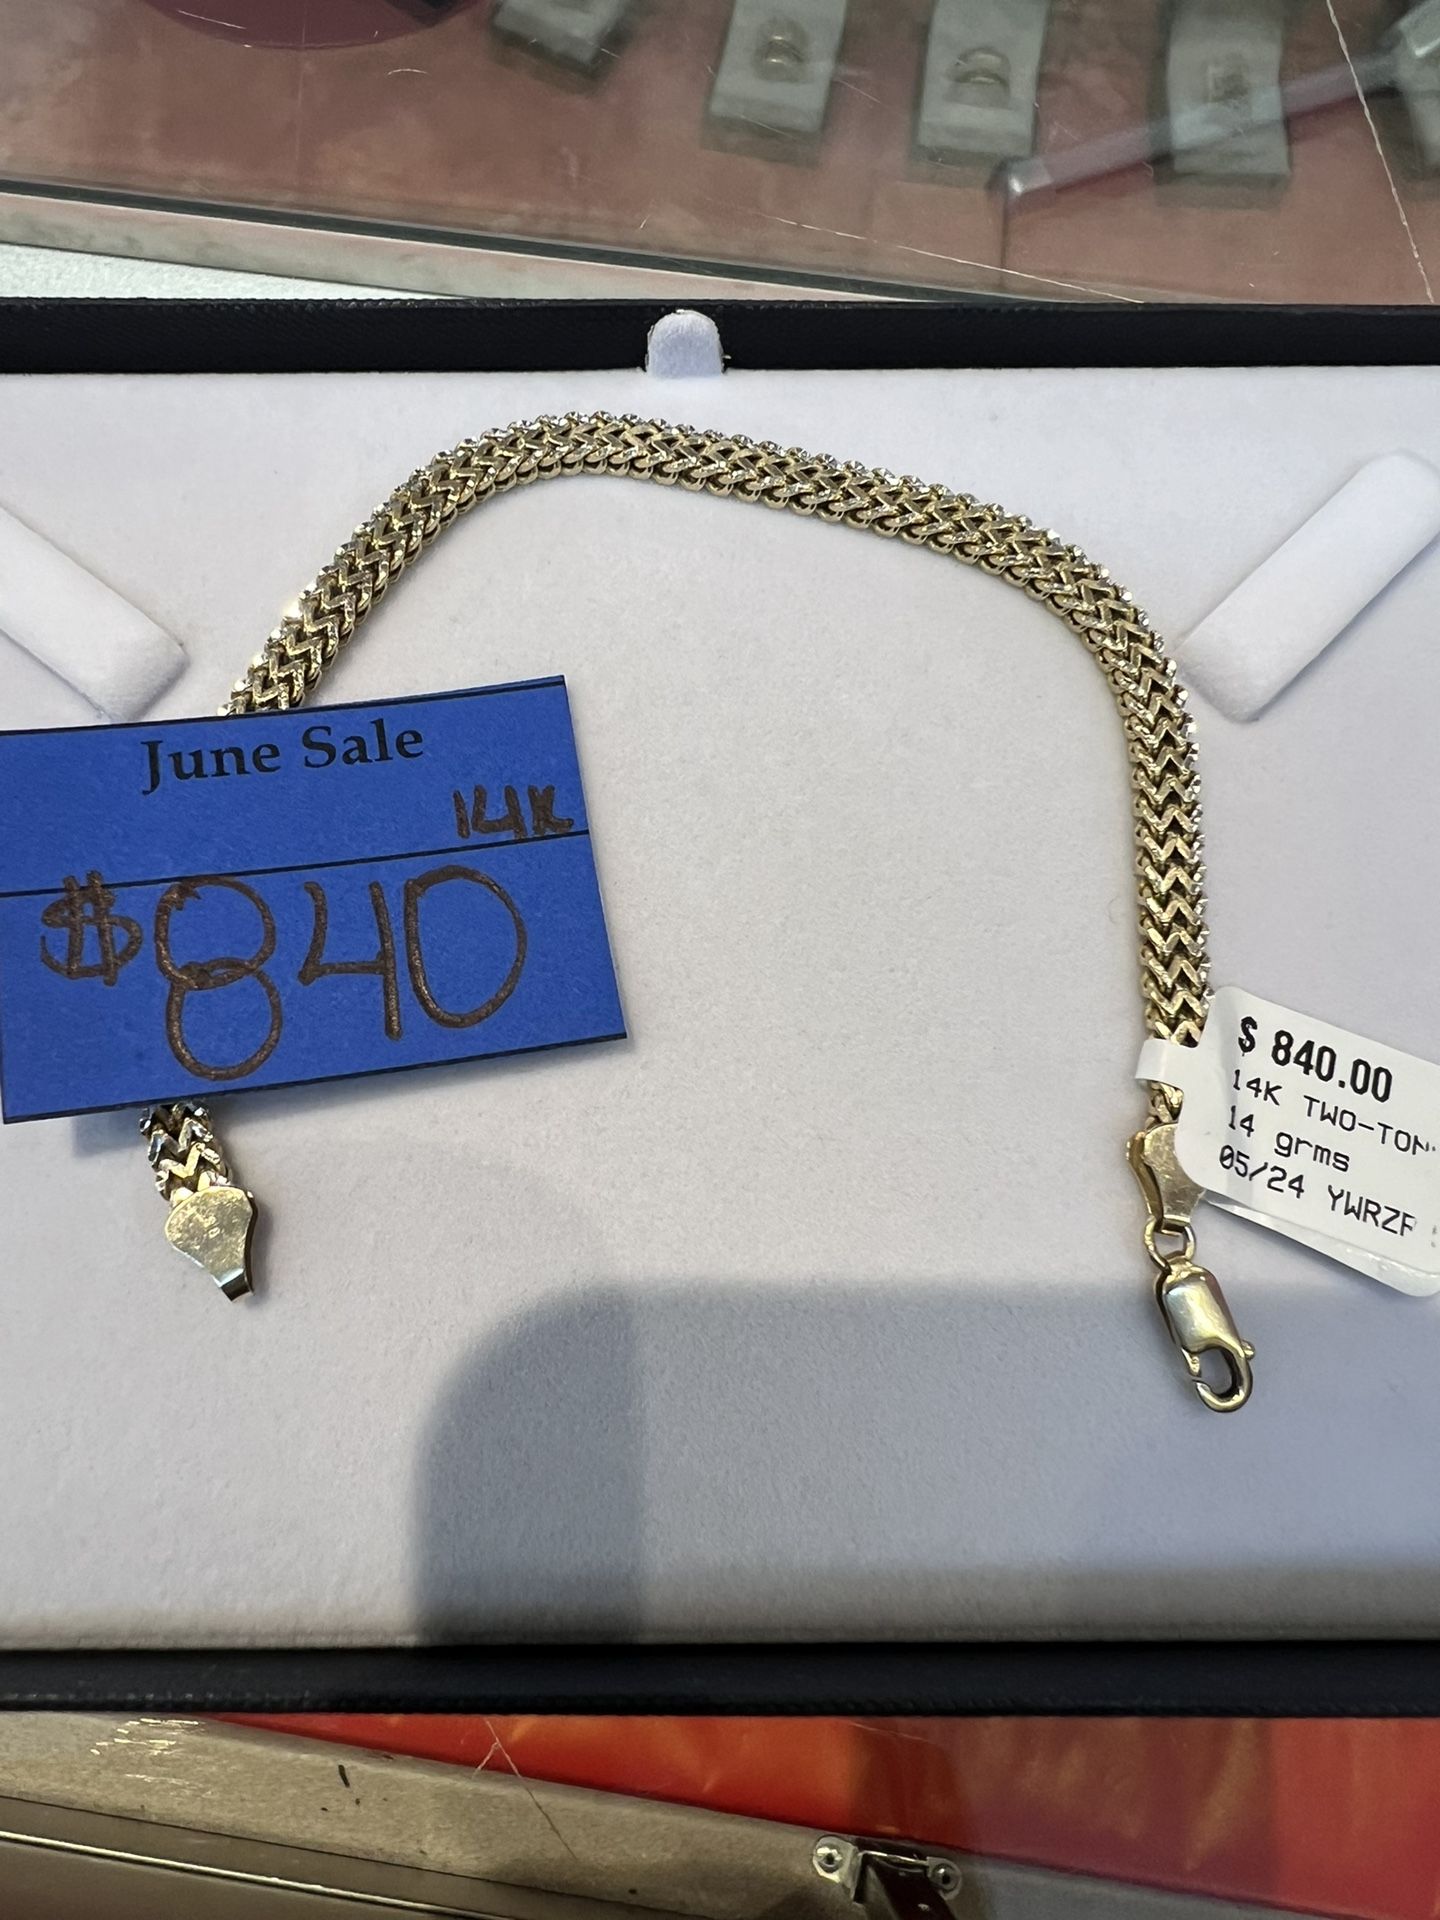 June Sale
14K
$840
$ 840.00
14K TWO-TON
14 grms
05/24 YWRZF